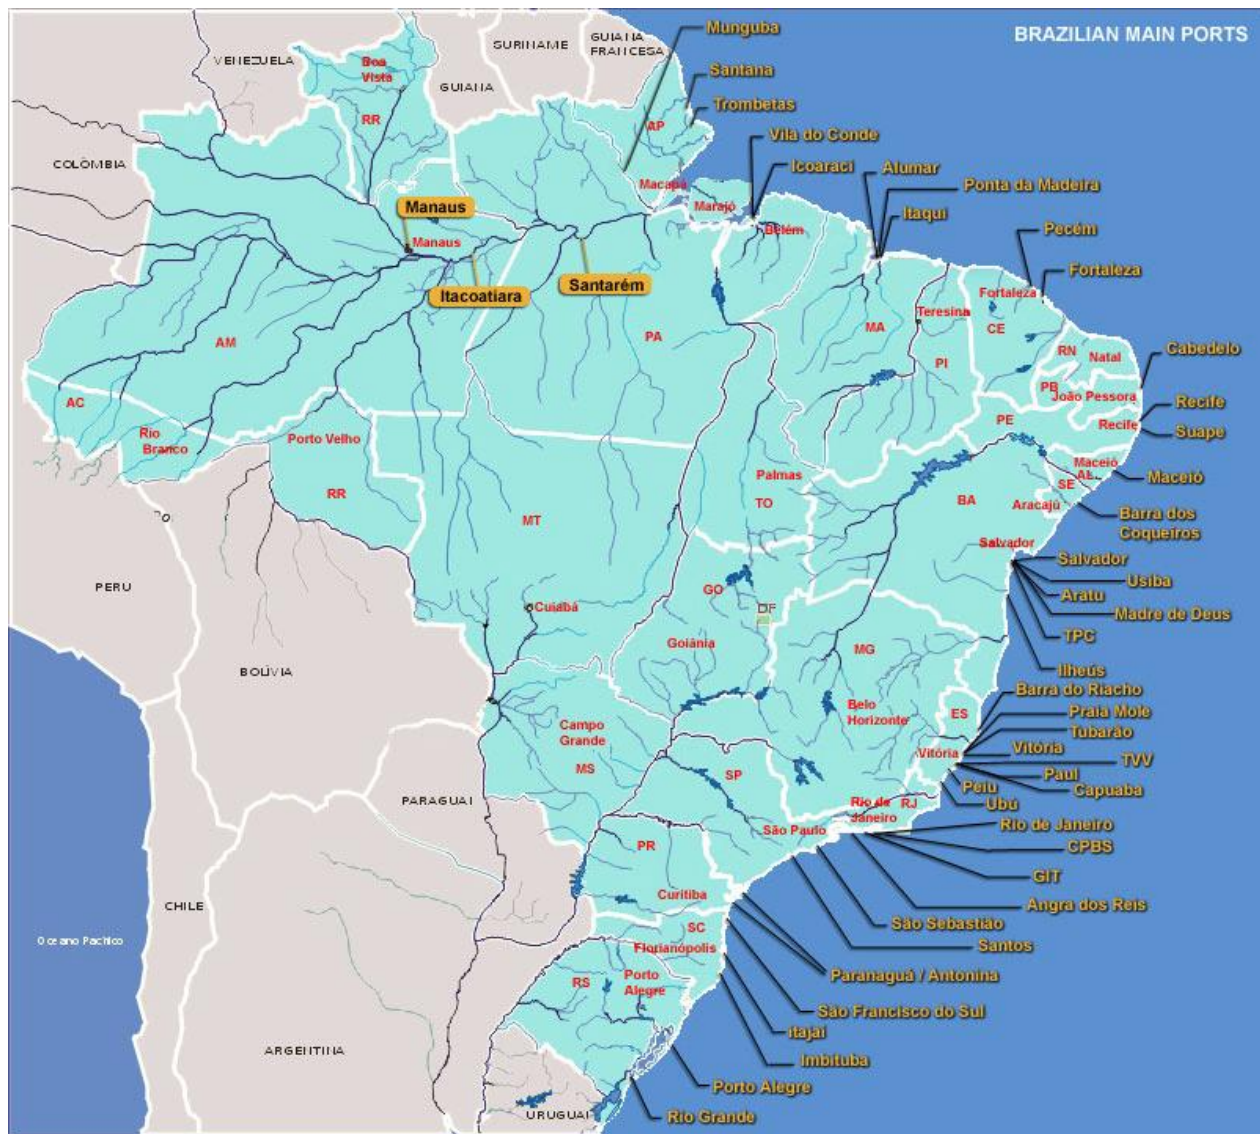 BRAZILIAN MAIN PORTS
Munguba
Santana
Trombetas
Vila do Conde
Icoaraci
Alumar
Ponta da Madeira
Itaqui
Pecém
Fortaleza
Cabedelo
Recife
Suape
Maceió
Barra dos
Coqueiros
Salvador
Usiba
Aratu
Madre de Deus
TPC
Ilheús
Barra do Riacho
Praia Mole
Tubarão
Vitória
TVV
Paul
Capuaba
Peiu
Ubú
Rio de Janeiro
CPBS
GIT
Angra dos Reis
São Sebastião
Santos
Paranaguá / Antonina
São Francisco do Sul
itajaí
Imbituba
Porto Alegre
Rio Grande
Manaus
Itacoatiara
Santarém
VENEZUELA
SURINAME
GUIANA
FRANCESA
GUIANA
COLÔMBIA
PERU
BOLÍVIA
PARAGUAI
CHILE
ARGENTINA
URUGUAI
Oceano Pacífico
Boa
Vista
RR
AP
Macapá
Marajó
Belém
Manaus
AM
PA
MA
Teresina
PI
Fortaleza
CE
RN
Natal
PB
João Pessora
PE
Recife
Maceió
AL
SE
Aracajú
BA
Salvador
AC
Rio
Branco
Porto Velho
RR
MT
Cuiabá
Palmas
TO
GO
DF
Goiânia
MG
Belo
Horizonte
ES
Vitória
Campo
Grande
MS
SP
São Paulo
Rio de
Janeiro
RJ
PR
Curitiba
SC
Florianópolis
RS
Porto
Alegre